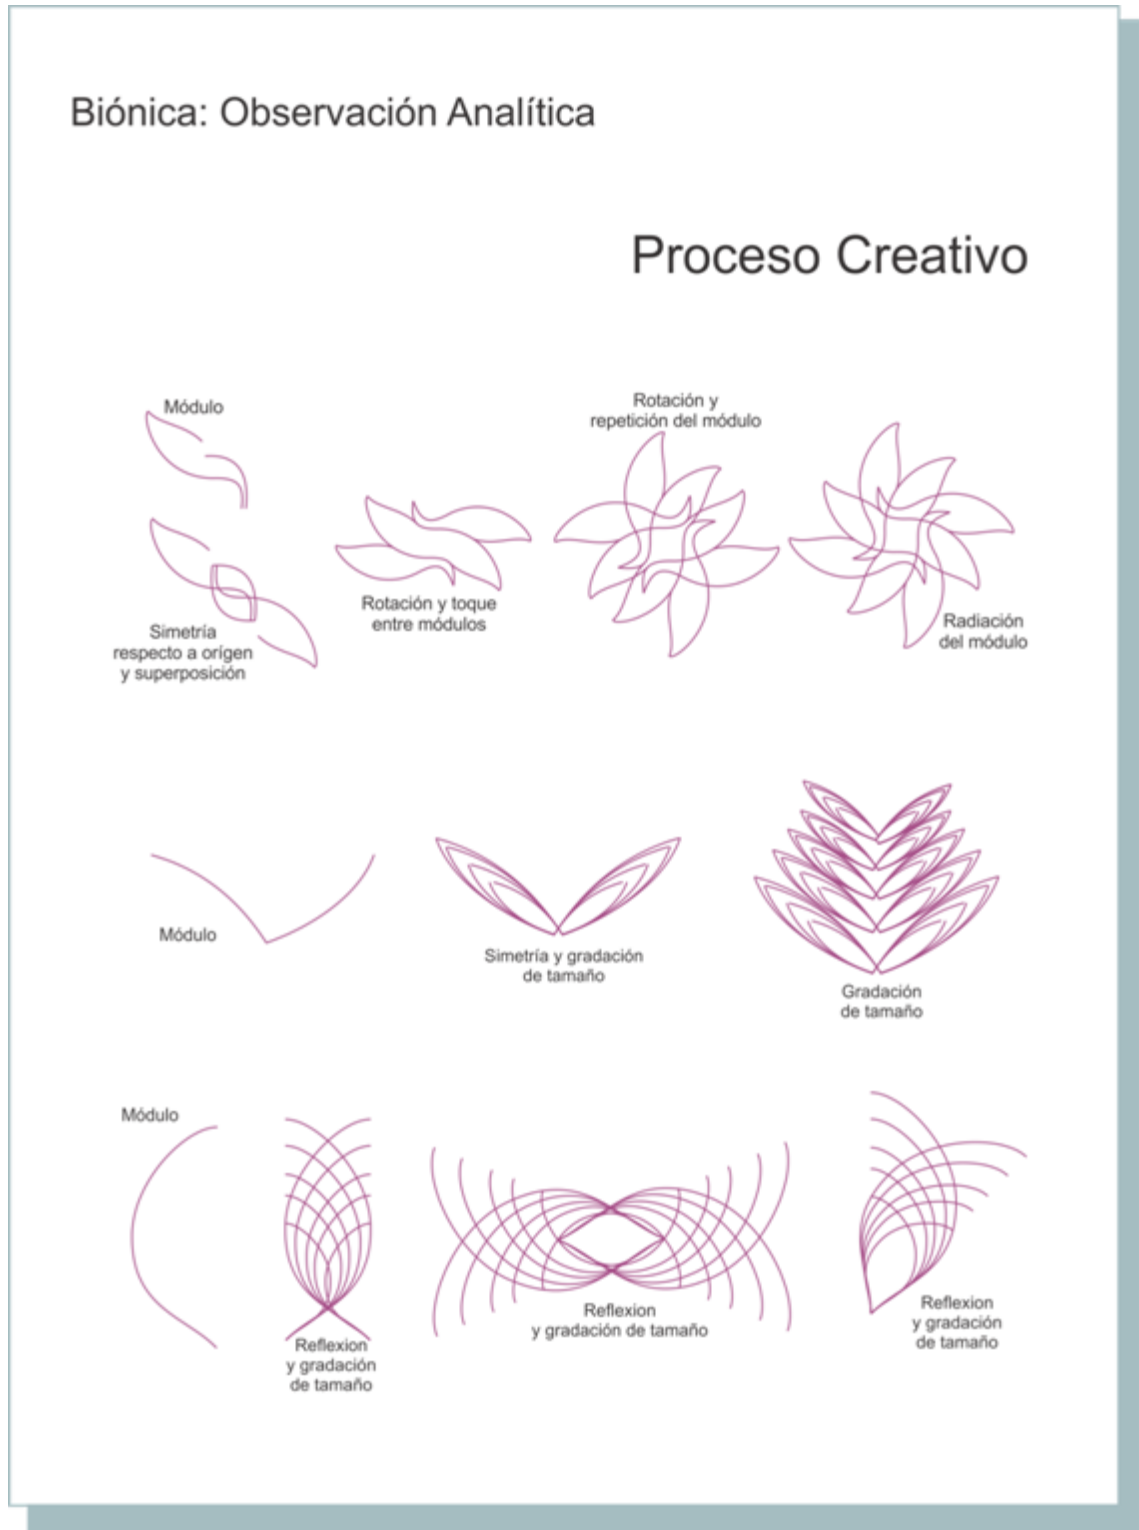 Biónica: Observación Analítica
Proceso Creativo
Módulo
Rotación y
repetición del módulo
Rotación y toque
entre módulos
Simetría
respecto a orígen
y superposición
Radiación
del módulo
Módulo
Simetría y gradación
de tamaño
Gradación
de tamaño
Módulo
Reflexion
y gradación
de tamaño
Reflexion
y gradación de tamaño
Reflexion
y gradación
de tamaño